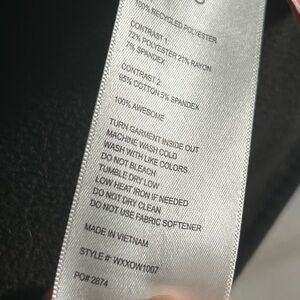 100% RECYCLED POLYESTER
CONTRAST 1:
72% POLYESTER 21% RAYON
7% SPANDEX
CONTRAST 2:
95% COTTON 5% SPANDEX
100% AWESOME
TURN GARMENT INSIDE OUT
MACHINE WASH COLD
WASH WITH LIKE COLORS
DO NOT BLEACH
TUMBLE DRY LOW
LOW HEAT IRON IF NEEDED
DO NOT DRY CLEAN
DO NOT USE FABRIC SOFTENER
MADE IN VIETNAM
STYLE #: WXXOW1007
PO# 2874